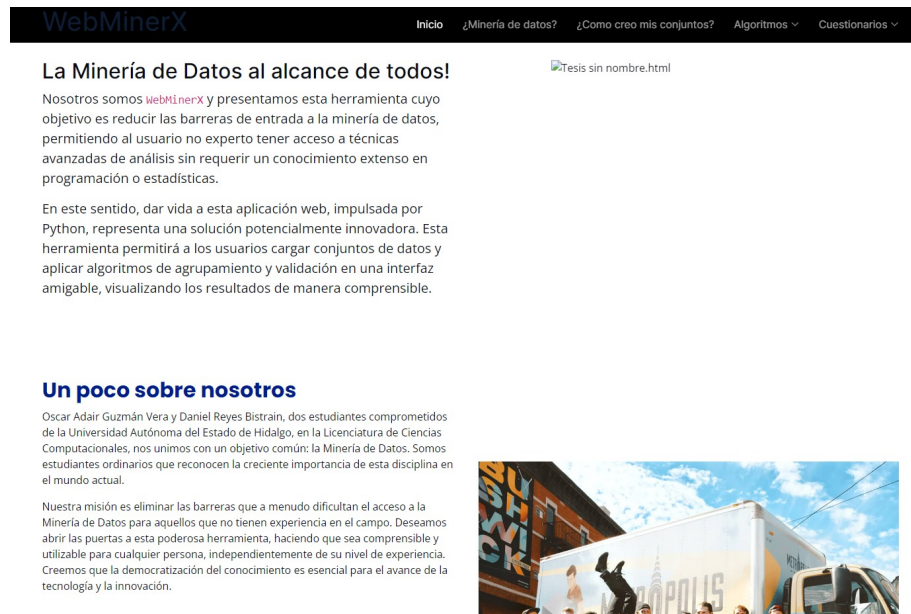 WebMinerX
Inicio ¿Minería de datos? ¿Como creo mis conjuntos? Algoritmos Cuestionarios
La Minería de Datos al alcance de todos!
Nosotros somos WebMinerX y presentamos esta herramienta cuyo
objetivo es reducir las barreras de entrada a la minería de datos,
permitiendo al usuario no experto tener acceso a técnicas
avanzadas de análisis sin requerir un conocimiento extenso en
programación o estadísticas.
En este sentido, dar vida a esta aplicación web, impulsada por
Python, representa una solución potencialmente innovadora. Esta
herramienta permitirá a los usuarios cargar conjuntos de datos y
aplicar algoritmos de agrupamiento y validación en una interfaz
amigable, visualizando los resultados de manera comprensible.
Tesis sin nombre.html
Un poco sobre nosotros
Oscar Adair Guzmán Vera y Daniel Reyes Bistrain, dos estudiantes comprometidos
de la Universidad Autónoma del Estado de Hidalgo, en la Licenciatura de Ciencias
Computacionales, nos unimos con un objetivo común: la Minería de Datos. Somos
estudiantes ordinarios que reconocen la creciente importancia de esta disciplina en
el mundo actual.
Nuestra misión es eliminar las barreras que a menudo dificultan el acceso a la
Minería de Datos para aquellos que no tienen experiencia en el campo. Deseamos
abrir las puertas a esta poderosa herramienta, haciendo que sea comprensible y
utilizable para cualquier persona, independientemente de su nivel de experiencia.
Creemos que la democratización del conocimiento es esencial para el avance de la
tecnología y la innovación.
BU
SH
WI
CK